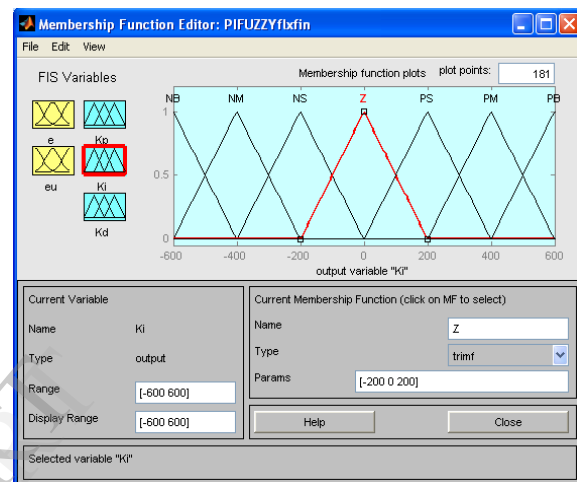 Membership Function Editor: PIFUZZYflxfin
File Edit View
FIS Variables
Membership function plots plot points: 181
NB NM NS Z PS PM PB
e
Kp
eu
Ki
Kd
1
0.5
0
-600 -400 -200 0 200 400 600
output variable "Ki"
Current Variable
Name Ki
Type output
Range [-600 600]
Display Range [-600 600]
Current Membership Function (click on MF to select)
Name Z
Type trimf
Params [-200 0 200]
Help Close
Selected variable "Ki"